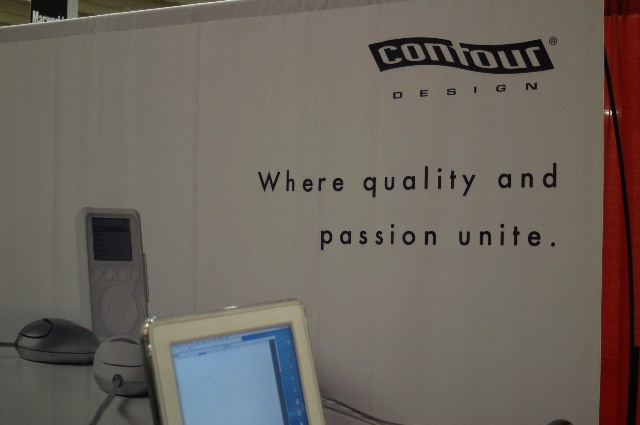 contour®
DESIGN
Where quality and
passion unite.